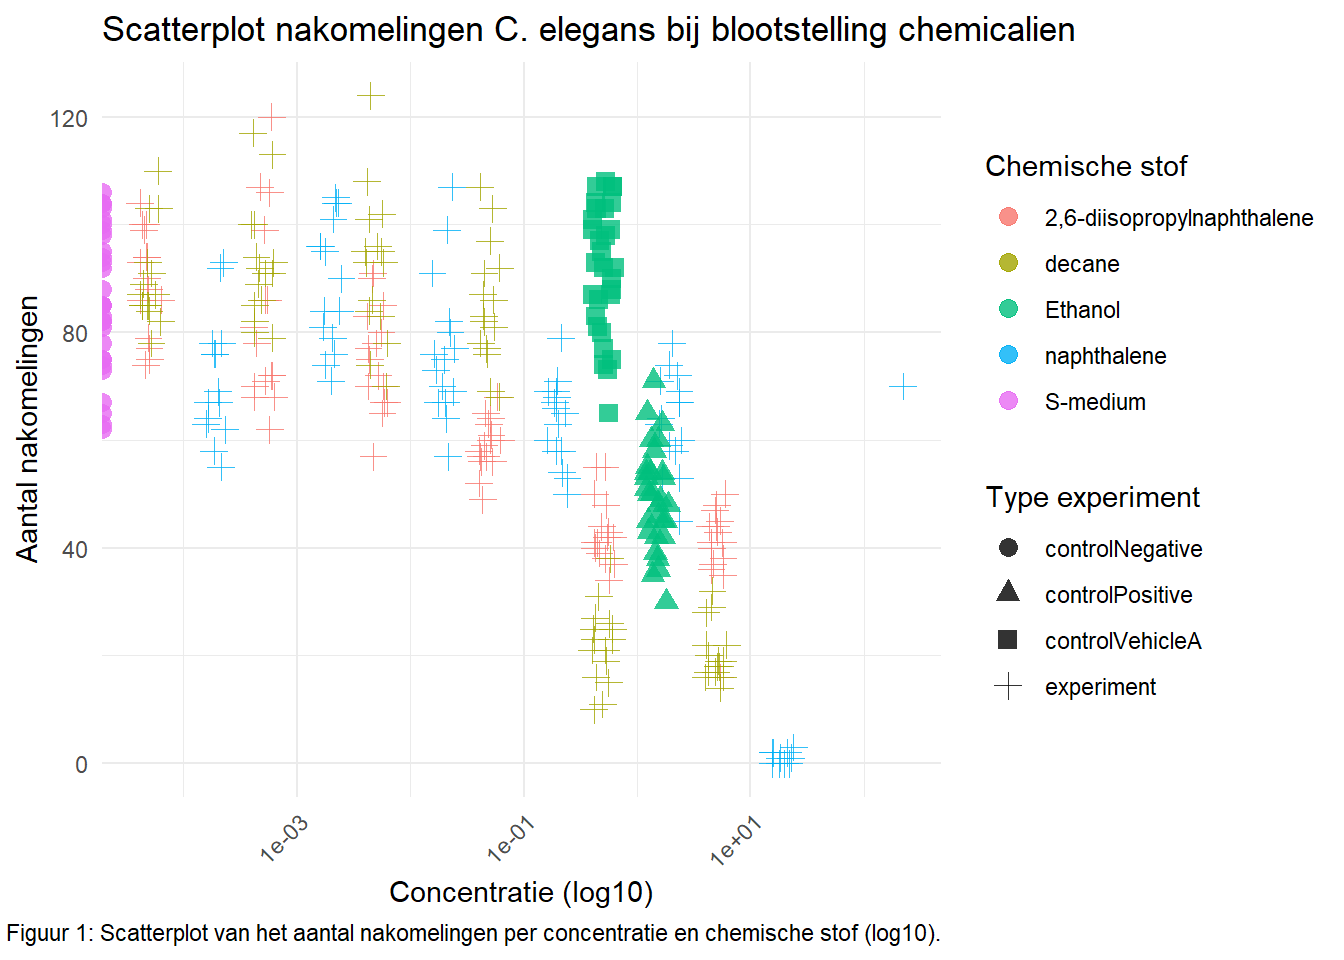 Scatterplot nakomelingen C. elegans bij blootstelling chemicalien
Aantal nakomelingen
120
80
40
0
1e-03
1e-01
1e+01
Concentratie (log10)
Chemische stof
2,6-diisopropylnaphthalene
decane
Ethanol
naphthalene
S-medium
Type experiment
controlNegative
controlPositive
controlVehicleA
experiment
Figuur 1: Scatterplot van het aantal nakomelingen per concentratie en chemische stof (log10).